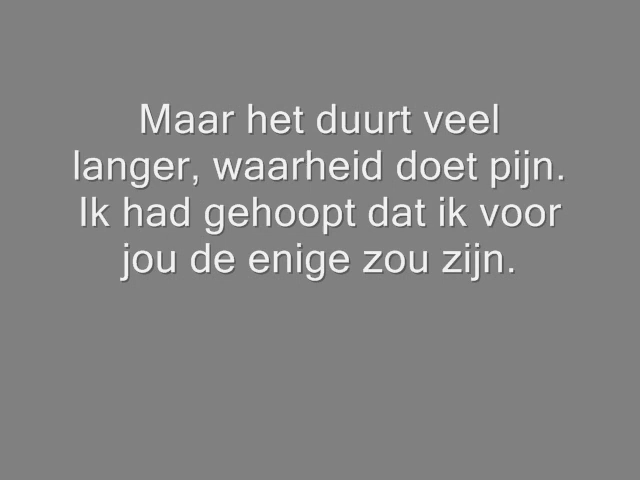 Maar het duurt veel
langer, waarheid doet pijn.
Ik had gehoopt dat ik voor
jou de enige zou zijn.